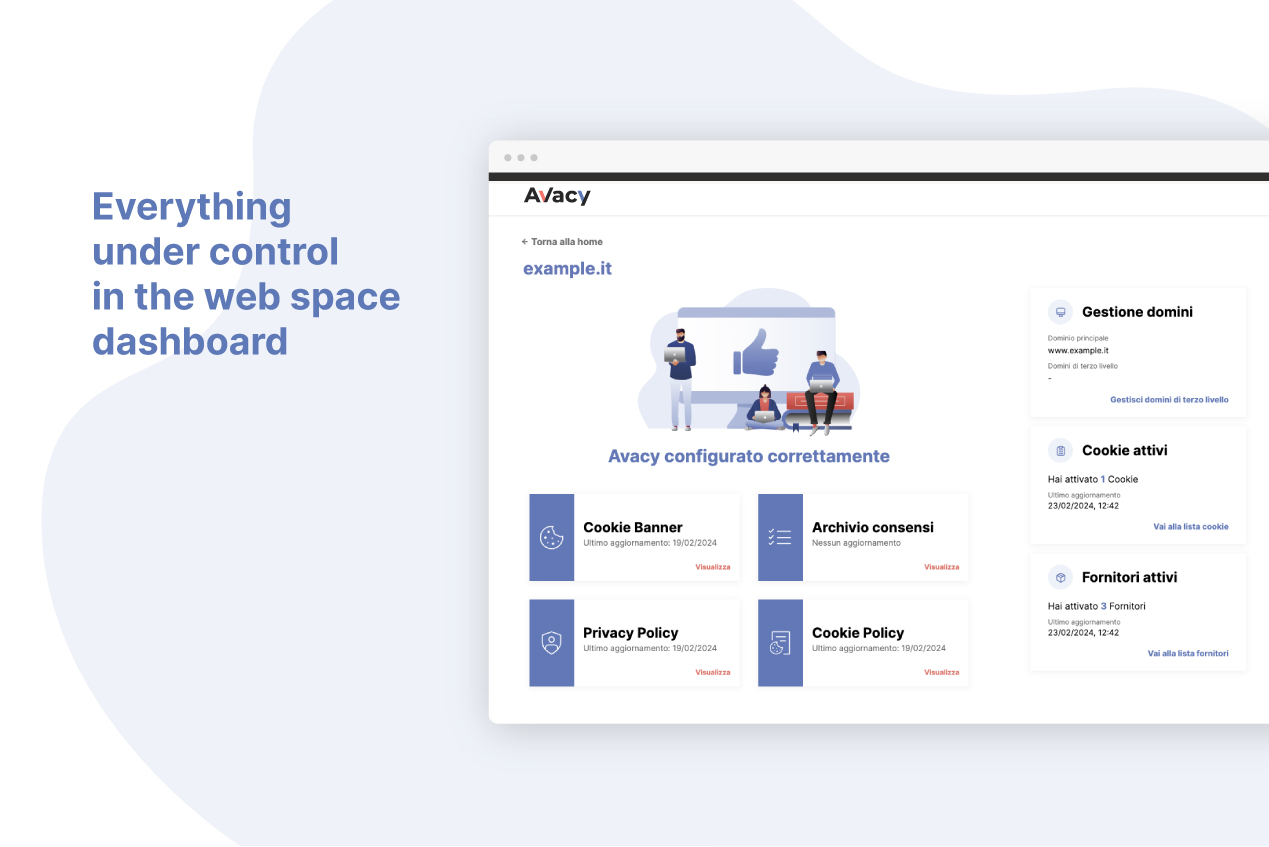 Everything
under control
in the web space
dashboard
Avacy
← Torna alla home
example.it
Avacy configurato correttamente
Cookie Banner
Ultimo aggiornamento: 19/02/2024
Visualizza
Archivio consensi
Nessun aggiornamento
Visualizza
Privacy Policy
Ultimo aggiornamento: 19/02/2024
Visualizza
Cookie Policy
Ultimo aggiornamento: 19/02/2024
Visualizza
Gestione domini
Dominio principale
www.example.it
Domini di terzo livello
-
Gestisci domini di terzo livello
Cookie attivi
Hai attivato 1 Cookie
Ultimo aggiornamento
23/02/2024, 12:42
Vai alla lista cookie
Fornitori attivi
Hai attivato 3 Fornitori
Ultimo aggiornamento
23/02/2024, 12:42
Vai alla lista fornitori